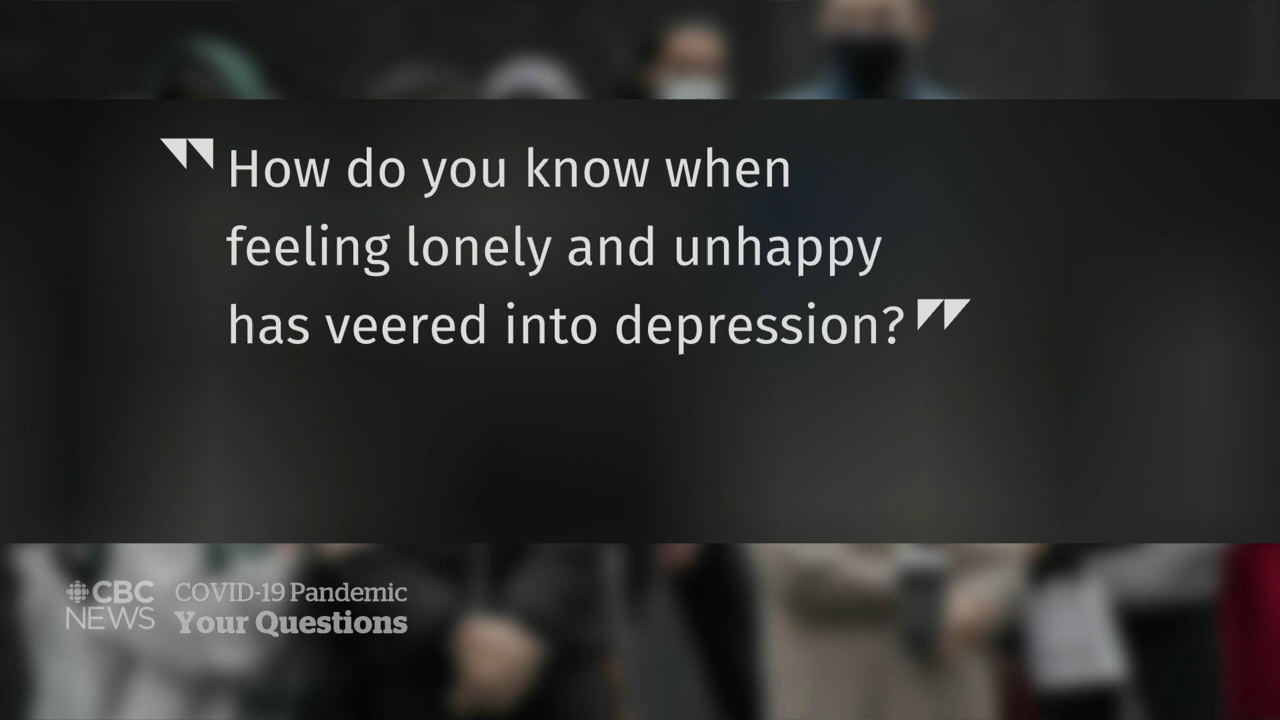 "How do you know when
feeling lonely and unhappy
has veered into depression?"
CBC
NEWS
COVID-19 Pandemic
Your Questions